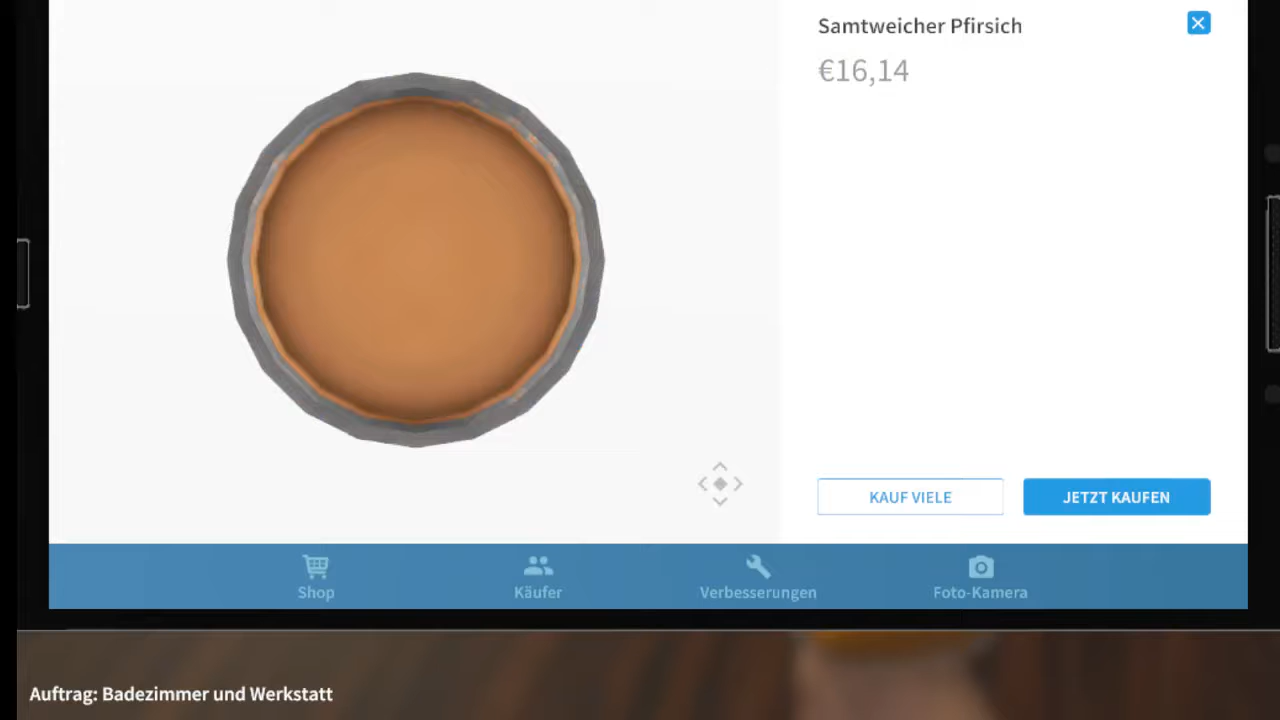 Samtweicher Pfirsich
€16,14
KAUF VIELE
JETZT KAUFEN
Shop
Käufer
Verbesserungen
Foto-Kamera
Auftrag: Badezimmer und Werkstatt